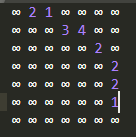 ∞ 2 1 ∞ ∞ ∞ ∞
∞ ∞ ∞ 3 4 ∞ ∞
∞ ∞ ∞ ∞ ∞ 2 ∞
∞ ∞ ∞ ∞ ∞ ∞ 2
∞ ∞ ∞ ∞ ∞ ∞ 2
∞ ∞ ∞ ∞ ∞ ∞ 1
∞ ∞ ∞ ∞ ∞ ∞ ∞